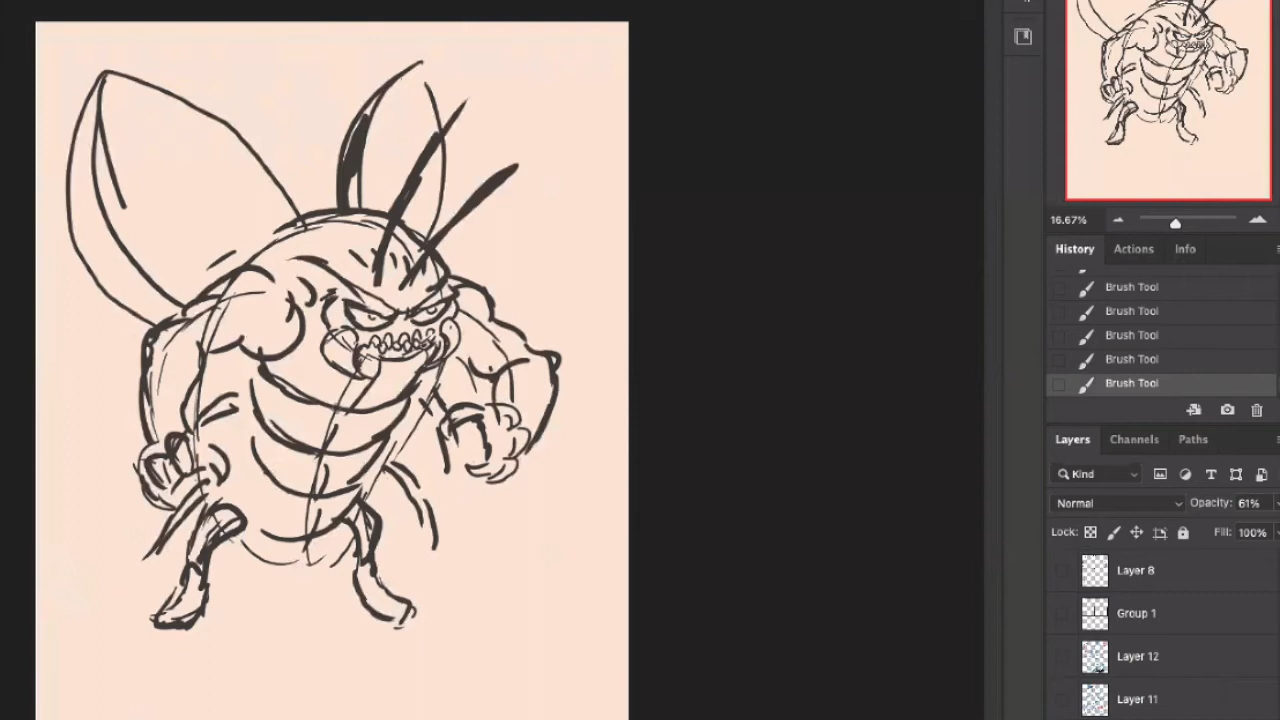 16.67%
History Actions Info
Brush Tool
Brush Tool
Brush Tool
Brush Tool
Brush Tool
Layers Channels Paths
Kind
Normal Opacity: 61%
Lock: Fill: 100%
Layer 8
Group 1
Layer 12
Layer 11